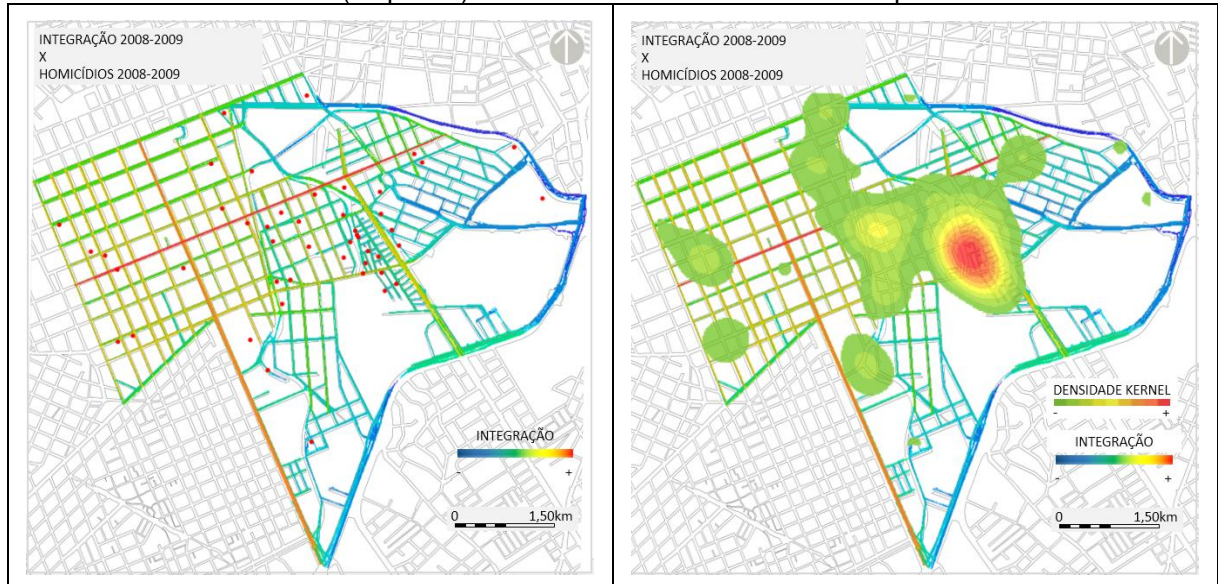 INTEGRAÇÃO 2008-2009
X
HOMICÍDIOS 2008-2009
INTEGRAÇÃO
- +
0 1,50km
INTEGRAÇÃO 2008-2009
X
HOMICÍDIOS 2008-2009
DENSIDADE KERNEL
- +
INTEGRAÇÃO
- +
0 1,50km